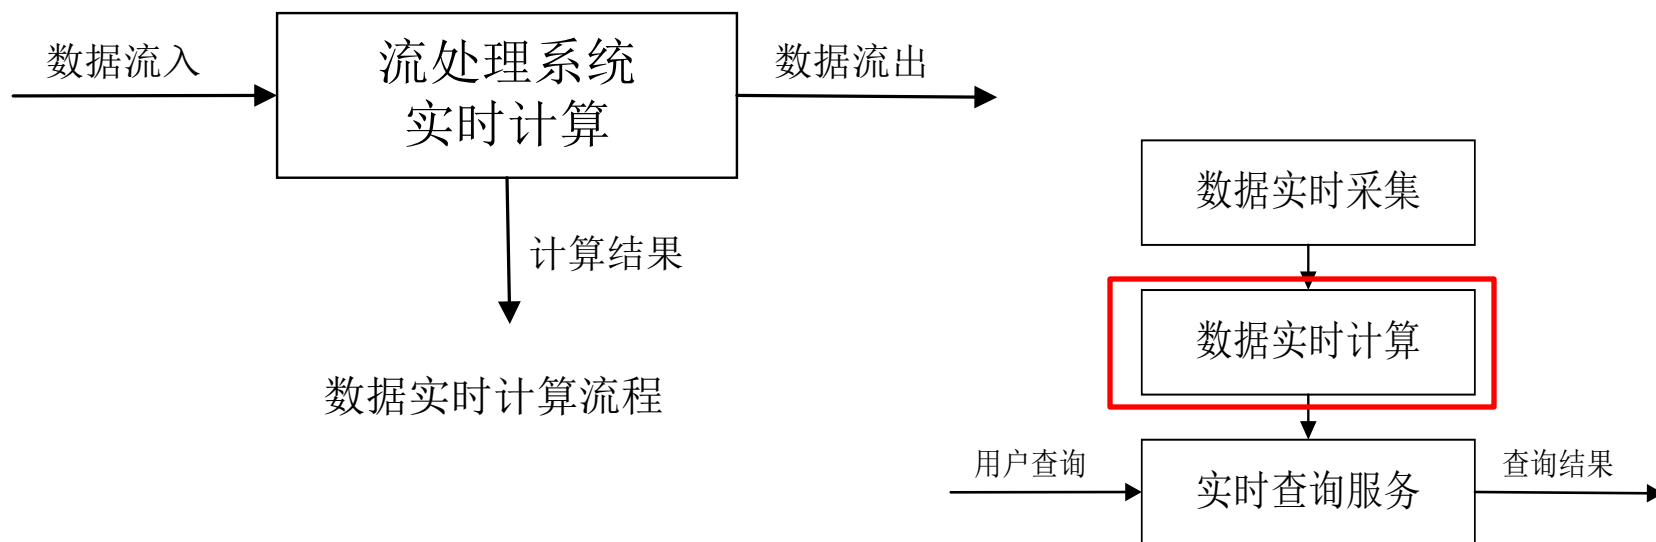 数据流入
流处理系统
实时计算
数据流出
计算结果
数据实时计算流程
数据实时采集
数据实时计算
用户查询
实时查询服务
查询结果